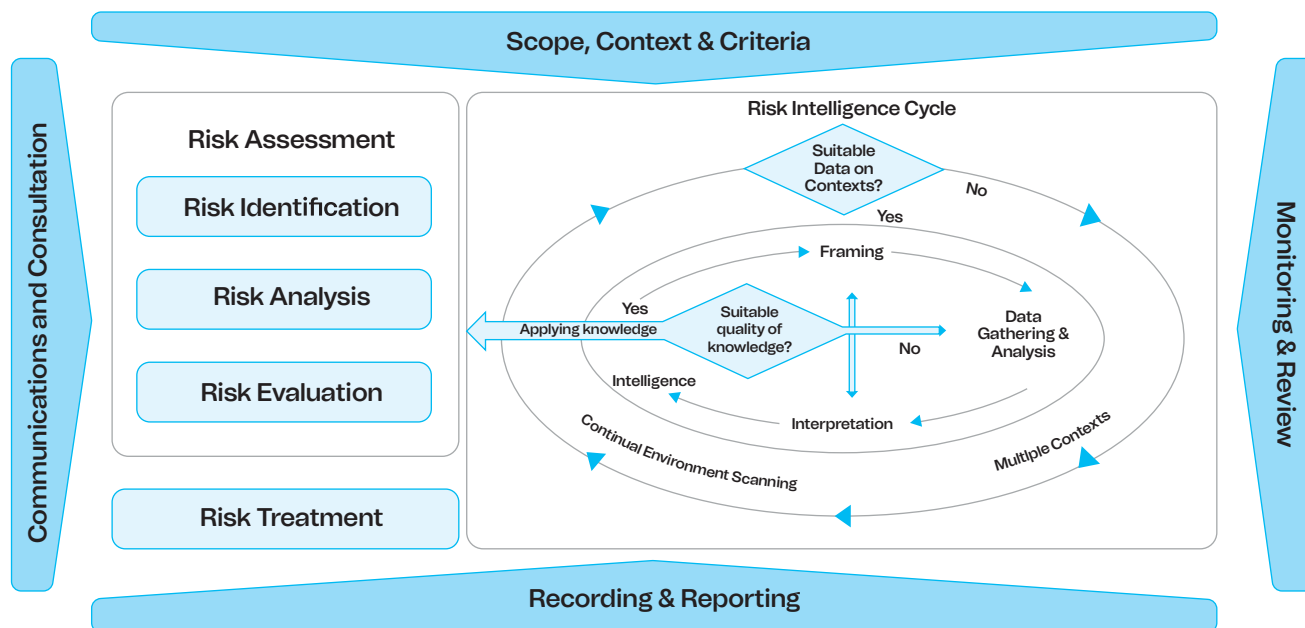 Scope, Context & Criteria
Communications and Consultation
Risk Assessment
Risk Identification
Risk Analysis
Risk Evaluation
Risk Treatment
Risk Intelligence Cycle
Suitable
Data on
Contexts?
No
Yes
Framing
Yes
Suitable
quality of
knowledge?
Applying knowledge
No
Data
Gathering &
Analysis
Intelligence
Interpretation
Continual Environment Scanning
Multiple Contexts
Monitoring & Review
Recording & Reporting